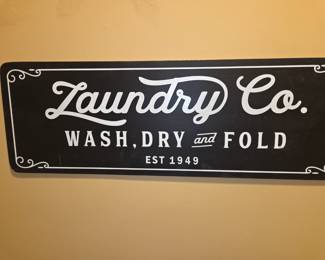 Laundry Co.
WASH, DRY and FOLD
EST 1949